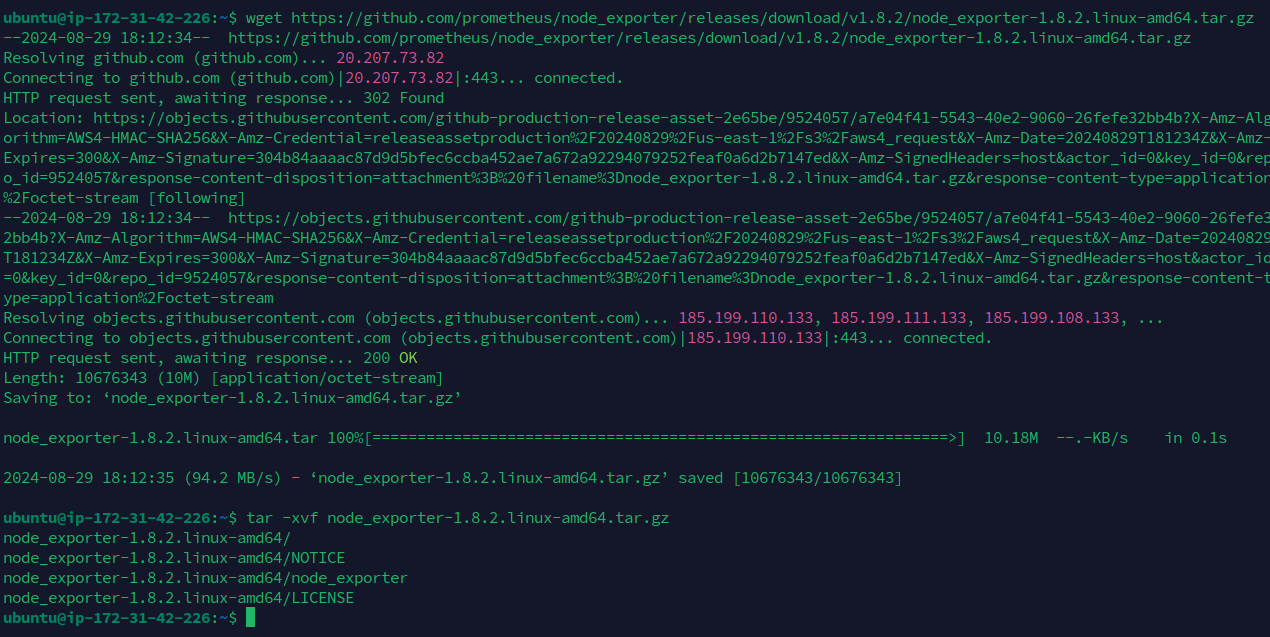 ubuntu@ip-172-31-42-226:~$ wget https://github.com/prometheus/node_exporter/releases/download/v1.8.2/node_exporter-1.8.2.linux-amd64.tar.gz
--2024-08-29 18:12:34--  https://github.com/prometheus/node_exporter/releases/download/v1.8.2/node_exporter-1.8.2.linux-amd64.tar.gz
Resolving github.com (github.com)... 20.207.73.82
Connecting to github.com (github.com)|20.207.73.82|:443... connected.
HTTP request sent, awaiting response... 302 Found
Location: https://objects.githubusercontent.com/github-production-release-asset-2e65be/9524057/a7e04f41-5543-40e2-9060-26fefe32bb4b?X-Amz-Alg
orithm=AWS4-HMAC-SHA256&X-Amz-Credential=releaseassetproduction%2F20240829%2Fus-east-1%2Fs3%2Faws4_request&X-Amz-Date=20240829T181234Z&X-Amz-
Expires=300&X-Amz-Signature=304b84aaaac87d9d5bfec6ccba452ae7a672a92294079252feaf0a6d2b7147ed&X-Amz-SignedHeaders=host&actor_id=0&key_id=0&rep
o_id=9524057&response-content-disposition=attachment%3B%20filename%3Dnode_exporter-1.8.2.linux-amd64.tar.gz&response-content-type=application
%2Foctet-stream [following]
--2024-08-29 18:12:34--  https://objects.githubusercontent.com/github-production-release-asset-2e65be/9524057/a7e04f41-5543-40e2-9060-26fefe3
2bb4b?X-Amz-Algorithm=AWS4-HMAC-SHA256&X-Amz-Credential=releaseassetproduction%2F20240829%2Fus-east-1%2Fs3%2Faws4_request&X-Amz-Date=20240829
T181234Z&X-Amz-Expires=300&X-Amz-Signature=304b84aaaac87d9d5bfec6ccba452ae7a672a92294079252feaf0a6d2b7147ed&X-Amz-SignedHeaders=host&actor_id
=0&key_id=0&repo_id=9524057&response-content-disposition=attachment%3B%20filename%3Dnode_exporter-1.8.2.linux-amd64.tar.gz&response-content-t
ype=application%2Foctet-stream
Resolving objects.githubusercontent.com (objects.githubusercontent.com)... 185.199.110.133, 185.199.111.133, 185.199.108.133, ...
Connecting to objects.githubusercontent.com (objects.githubusercontent.com)|185.199.110.133|:443... connected.
HTTP request sent, awaiting response... 200 OK
Length: 10676343 (10M) [application/octet-stream]
Saving to: ‘node_exporter-1.8.2.linux-amd64.tar.gz’
node_exporter-1.8.2.linux-amd64.tar 100%[================================================================>]  10.18M  --.-KB/s    in 0.1s
2024-08-29 18:12:35 (94.2 MB/s) - ‘node_exporter-1.8.2.linux-amd64.tar.gz’ saved [10676343/10676343]
ubuntu@ip-172-31-42-226:~$ tar -xvf node_exporter-1.8.2.linux-amd64.tar.gz
node_exporter-1.8.2.linux-amd64/
node_exporter-1.8.2.linux-amd64/NOTICE
node_exporter-1.8.2.linux-amd64/node_exporter
node_exporter-1.8.2.linux-amd64/LICENSE
ubuntu@ip-172-31-42-226:~$